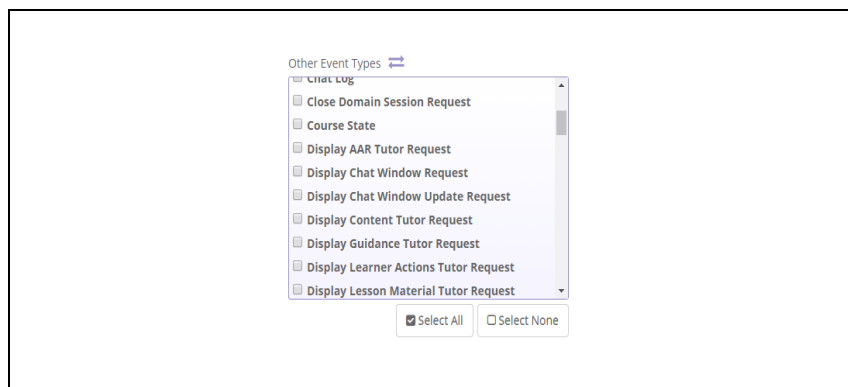 Other Event Types
Chat Log
Close Domain Session Request
Course State
Display AAR Tutor Request
Display Chat Window Request
Display Chat Window Update Request
Display Content Tutor Request
Display Guidance Tutor Request
Display Learner Actions Tutor Request
Display Lesson Material Tutor Request
Select All Select None